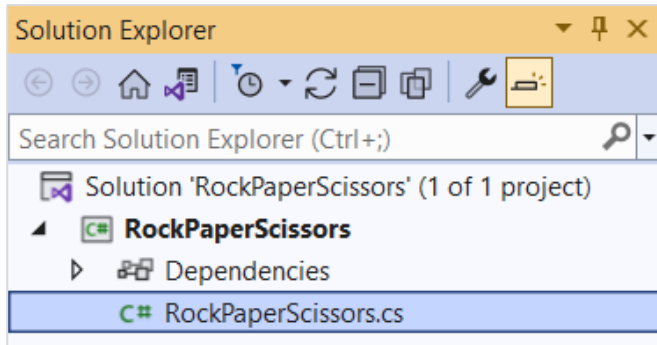 Solution Explorer
Search Solution Explorer (Ctrl+;)
Solution 'RockPaperScissors' (1 of 1 project)
C# RockPaperScissors
Dependencies
C# RockPaperScissors.cs